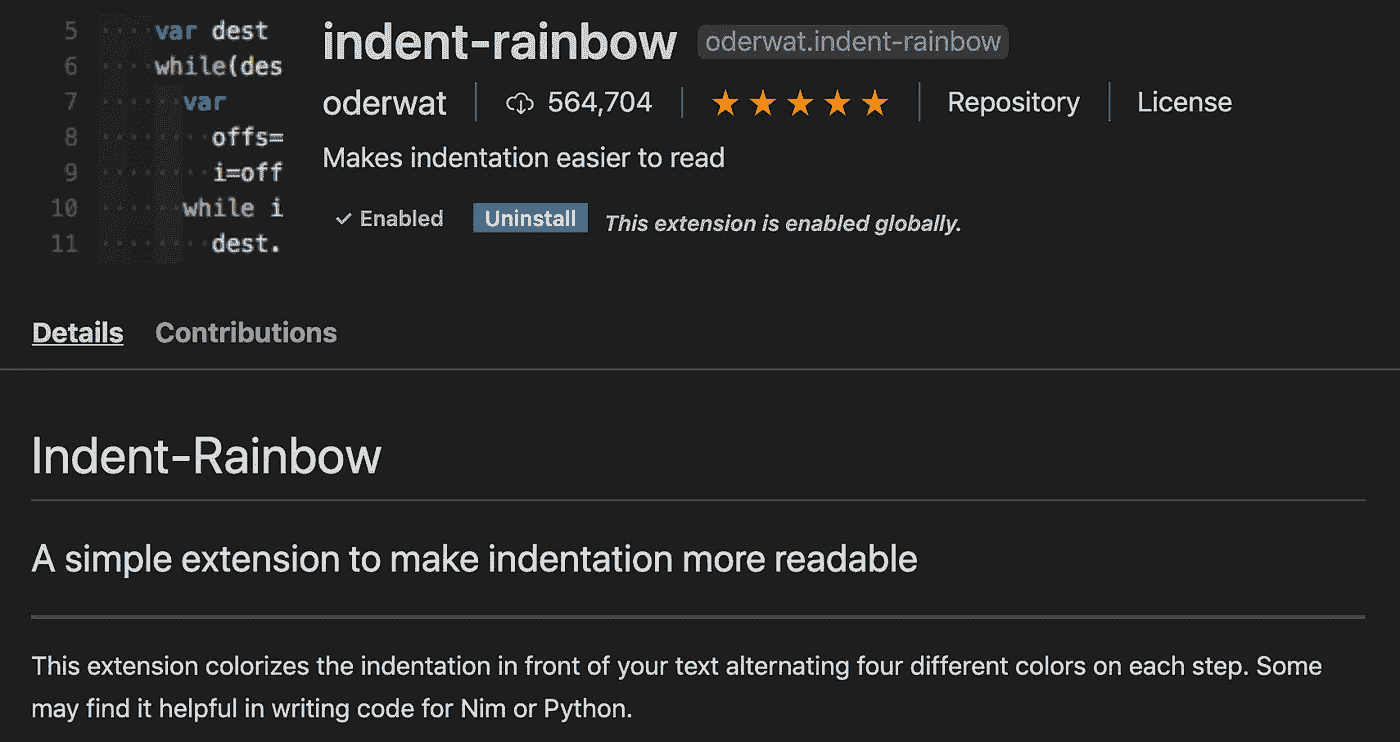 5 var dest
6 while(des
7 var
8 offs=
9 i=off
10 while i
11 dest.
indent-rainbow oderwat.indent-rainbow
oderwat 564,704 ★★★★★ Repository License
Makes indentation easier to read
✓ Enabled Uninstall This extension is enabled globally.
Details Contributions
Indent-Rainbow
A simple extension to make indentation more readable
This extension colorizes the indentation in front of your text alternating four different colors on each step. Some
may find it helpful in writing code for Nim or Python.